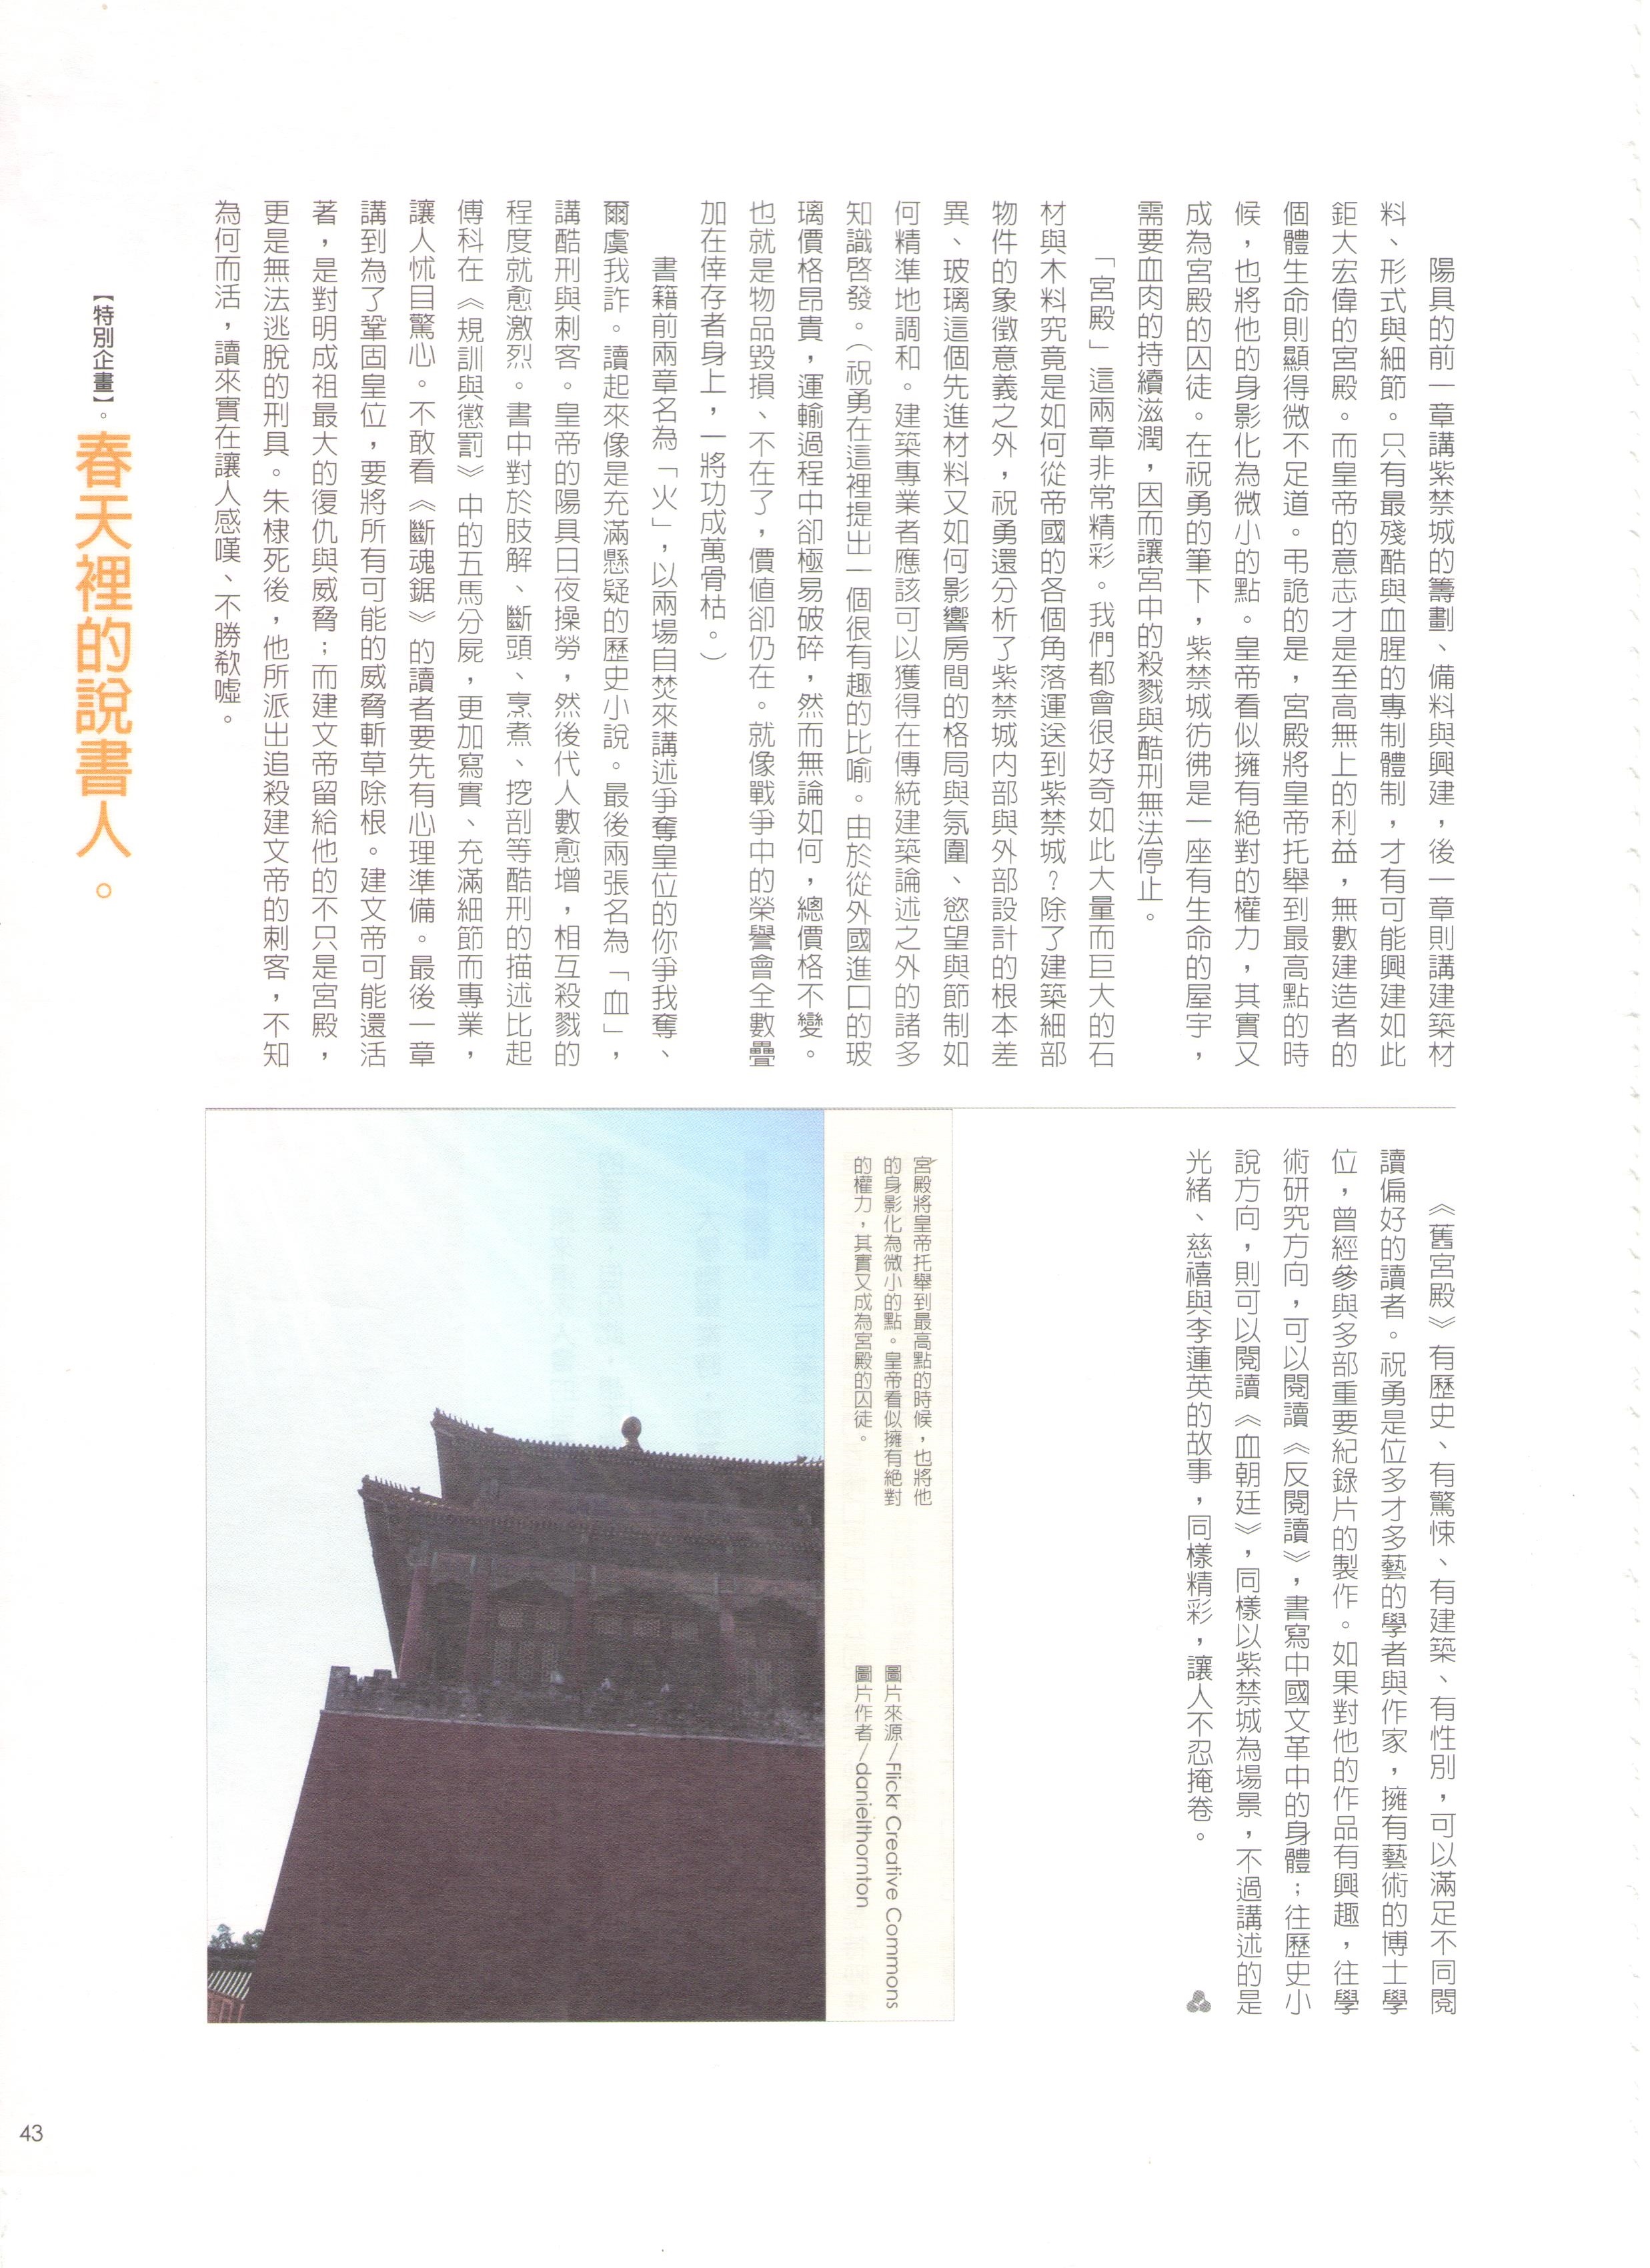 陽具的前一章講紫禁城的籌劃、備料與興建，後一章則講建築材
料、形式與細節。只有最殘酷與血腥的專制體制，才有可能興建如此
鉅大宏偉的宮殿。而皇帝的意志才是至高無上的利益，無數建造者的
個體生命則顯得微不足道。弔詭的是，宮殿將皇帝托舉到最高點的時
候，也將他的身影化為微小的點。皇帝看似擁有絕對的權力，其實又
成為宮殿的囚徒。在祝勇的筆下，紫禁城彷彿是一座有生命的屋宇，
需要血肉的持續滋潤，因而讓宮中的殺戮與酷刑無法停止。
「宮殿」這兩章非常精彩。我們都會很好奇如此大量而巨大的石
材與木料究竟是如何從帝國的各個角落運送到紫禁城？除了建築細部
物件的象徵意義之外，祝勇還分析了紫禁城內部與外部設計的根本差
異、玻璃這個先進材料又如何影響房間的格局與氛圍、慾望與節制如
何精準地調和。建築專業者應該可以獲得在傳統建築論述之外的諸多
知識啓發。（祝勇在這裡提出一個很有趣的比喻。由於從外國進口的玻
璃價格昂貴，運輸過程中卻極易破碎，然而無論如何，總價格不變。
也就是物品毀損、不在了，價值卻仍在。就像戰爭中的榮譽會全數疊
加在倖存者身上，一將功成萬骨枯。）
書籍前兩章名為「火」，以兩場自焚來講述爭奪皇位的你爭我奪、
爾虞我詐。讀起來像是充滿懸疑的歷史小說。最後兩張名為「血」，
講酷刑與刺客。皇帝的陽具日夜操勞，然後代人數愈增，相互殺戮的
程度就愈激烈。書中對於肢解、斷頭、烹煮、挖剖等酷刑的描述比起
傅科在《規訓與懲罰》中的五馬分屍，更加寫實、充滿細節而專業，
讓人怵目驚心。不敢看《斷魂鋸》的讀者要先有心理準備。最後一章
講到為了鞏固皇位，要將所有可能的威脅斬草除根。建文帝可能還活
著，是對明成祖最大的復仇與威脅；而建文帝留給他的不只是宮殿，
更是無法逃脫的刑具。朱棣死後，他所派出追殺建文帝的刺客，不知
為何而活，讀來實在讓人感嘆、不勝欷噓。
《舊宮殿》有歷史、有驚悚、有建築、有性別，可以滿足不同閱
讀偏好的讀者。祝勇是位多才多藝的學者與作家，擁有藝術的博士學
位，曾經參與多部重要紀錄片的製作。如果對他的作品有興趣，往學
術研究方向，可以閱讀《反閱讀》，書寫中國文革中的身體；往歷史小
說方向，則可以閱讀《血朝廷》，同樣以紫禁城為場景，不過講述的是
光緒、慈禧與李蓮英的故事，同樣精彩，讓人不忍掩卷。
宮殿將皇帝托舉到最高點的時候，也將他
的身影化為微小的點。皇帝看似擁有絕對
的權力，其實又成為宮殿的囚徒。
圖片來源/Flickr Creative Commons
圖片作者/danielthornton
【特別企畫】。春天裡的說書人。
43